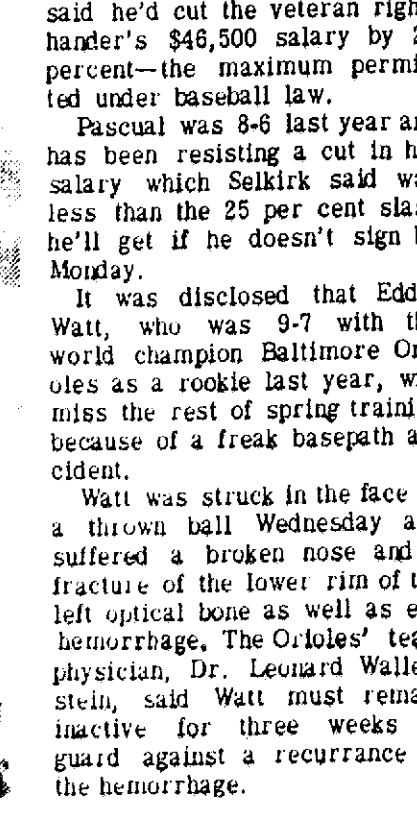 said he'd cut the veteran righ
hander's $46,500 salary by 2
percent—the maximum permi
ted under baseball law.
Pascual was 8-6 last year an
has been resisting a cut in h
salary which Selkirk said wa
less than the 25 per cent slas
he'll get if he doesn't sign b
Monday.
It was disclosed that Edd
Watt, who was 9-7 with th
world champion Baltimore Or
oles as a rookie last year, wi
miss the rest of spring traini
because of a freak basepath a
cident.
Watt was struck in the face
a thrown ball Wednesday a
suffered a broken nose and
fracture of the lower rim of t
left optical bone as well as e
hemorrhage. The Orioles' tea
physician, Dr. Leonard Walle
stein, said Watt must rema
inactive for three weeks
guard against a recurrance
the hemorrhage.